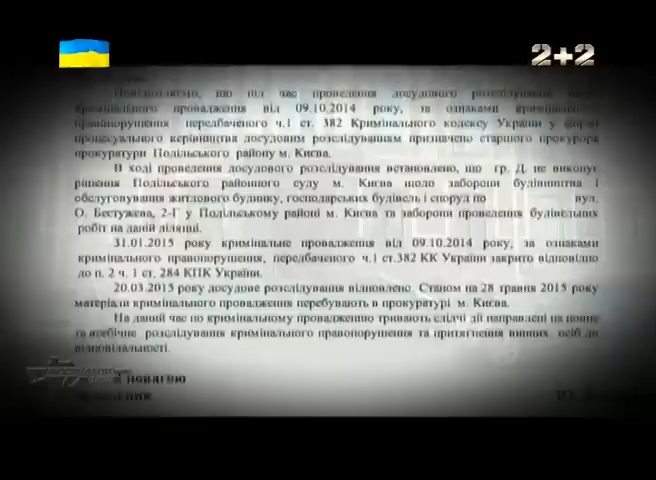 2+2
Повідомляємо, що під час проведення досудового розслідування
кримінального провадження від 09.10.2014 року, за ознаками кримінального
правопорушення передбаченого ч.1 ст. 382 Кримінального кодексу України у формі
процесуального керівництва досудовим розслідуванням призначено старшого прокурора
прокуратури Подільського району м. Києва.
В ході проведення досудового розслідування встановлено, що гр. Д. не виконує
рішення Подільського районного суду м. Києва щодо заборони будівництва і
обслуговування житлового будинку, господарських будівель і споруд по вул.
О. Бестужева, 2-Г у Подільському районі м. Києва та заборони проведення будівельних
робіт на даній ділянці.
31.01.2015 року кримінальне провадження від 09.10.2014 року, за ознаками
кримінального правопорушення, передбаченого ч.1 ст.382 КК України закрито відповідно
до п. 2 ч. 1 ст. 284 КПК України.
20.03.2015 року досудове розслідування відновлено. Станом на 28 травня 2015 року
матеріали кримінального провадження перебувають в прокуратурі м. Києва.
На даний час по кримінальному провадженню тривають слідчі дії направлені на повне
та всебічне розслідування кримінального правопорушення та притягнення винних осіб до
відповідальності.
повагою